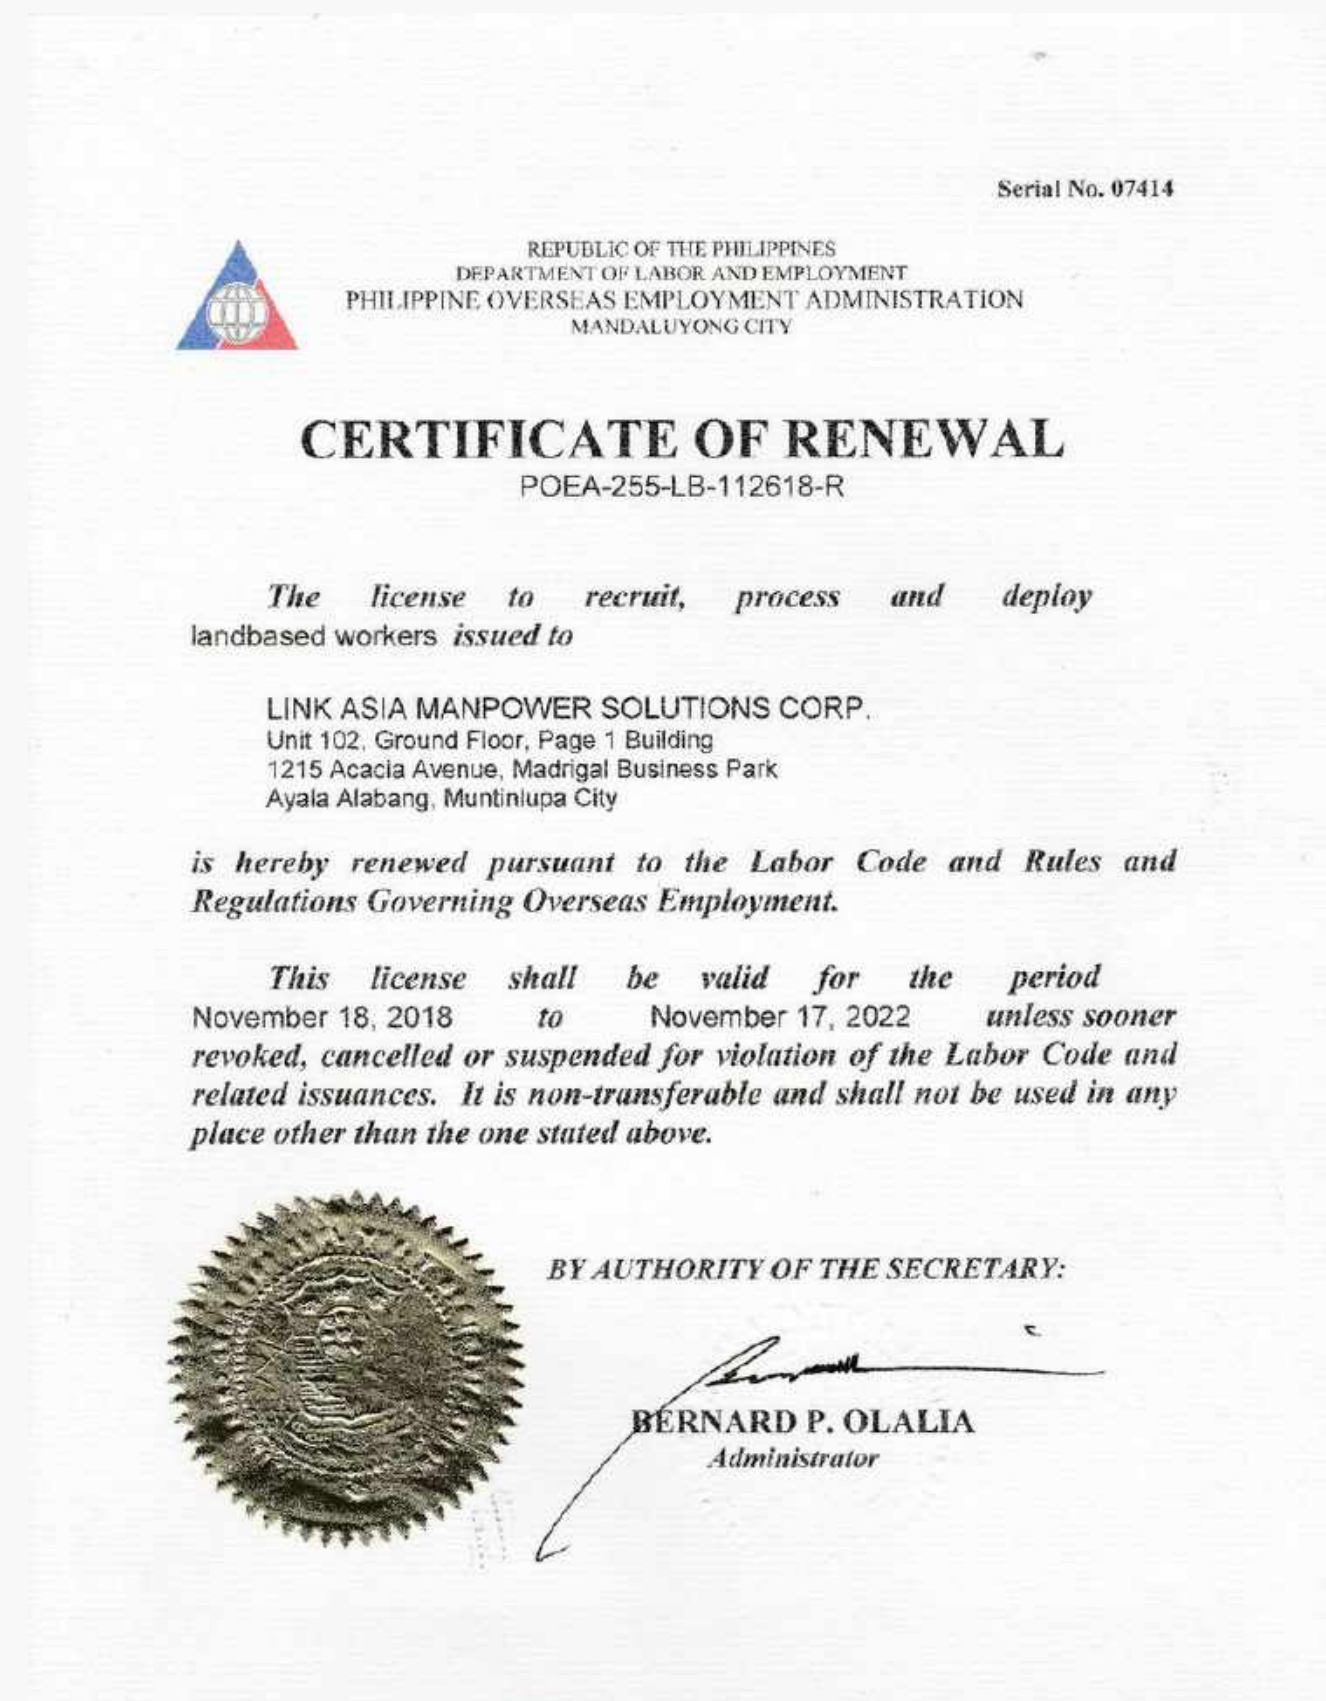 Serial No. 07414
REPUBLIC OF THE PHILIPPINES
DEPARTMENT OF LABOR AND EMPLOYMENT
PHILIPPINE OVERSEAS EMPLOYMENT ADMINISTRATION
MANDALUYONG CITY
CERTIFICATE OF RENEWAL
POEA-255-LB-112618-R
The license to recruit, process and deploy
landbased workers issued to
LINK ASIA MANPOWER SOLUTIONS CORP.
Unit 102, Ground Floor, Page 1 Building
1215 Acacia Avenue, Madrigal Business Park
Ayala Alabang, Muntinlupa City
is hereby renewed pursuant to the Labor Code and Rules and
Regulations Governing Overseas Employment.
This license shall be valid for the period
November 18, 2018 to November 17, 2022 unless sooner
revoked, cancelled or suspended for violation of the Labor Code and
related issuances. It is non-transferable and shall not be used in any
place other than the one stated above.
BY AUTHORITY OF THE SECRETARY:
BERNARD P. OLALIA
Administrator